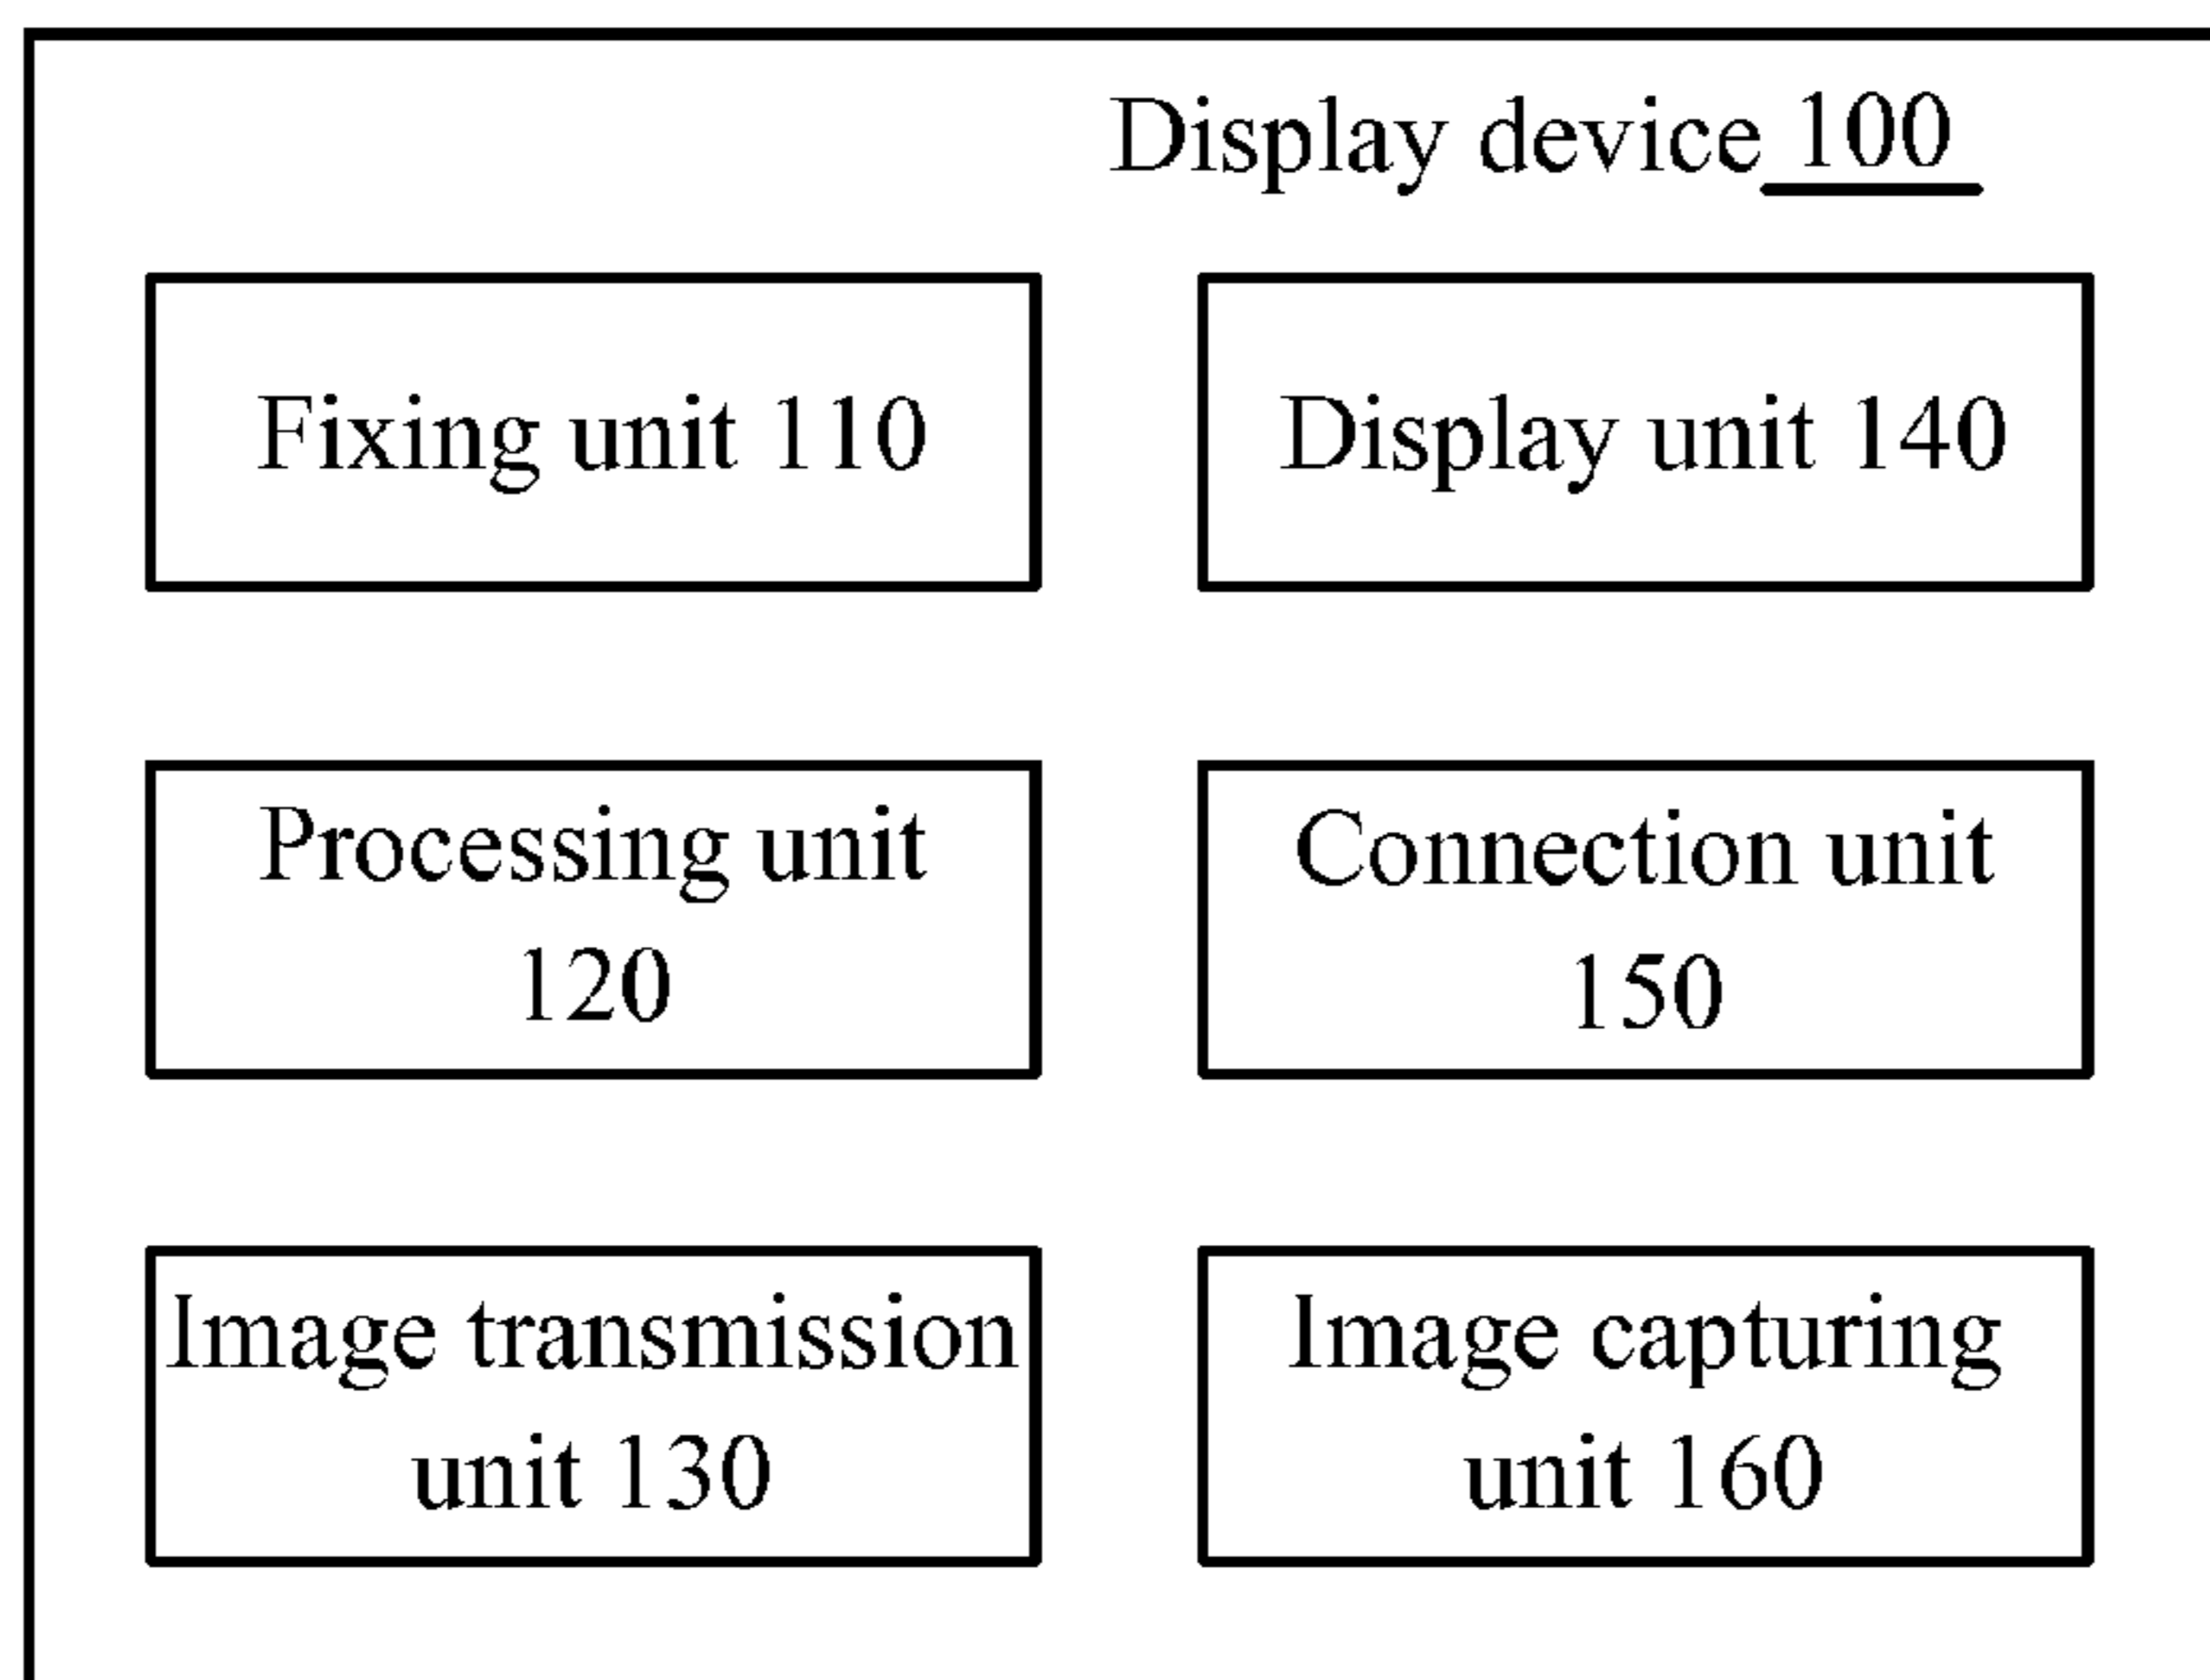 Display device 100
Fixing unit 110
Display unit 140
Processing unit
120
Connection unit
150
Image transmission
unit 130
Image capturing
unit 160